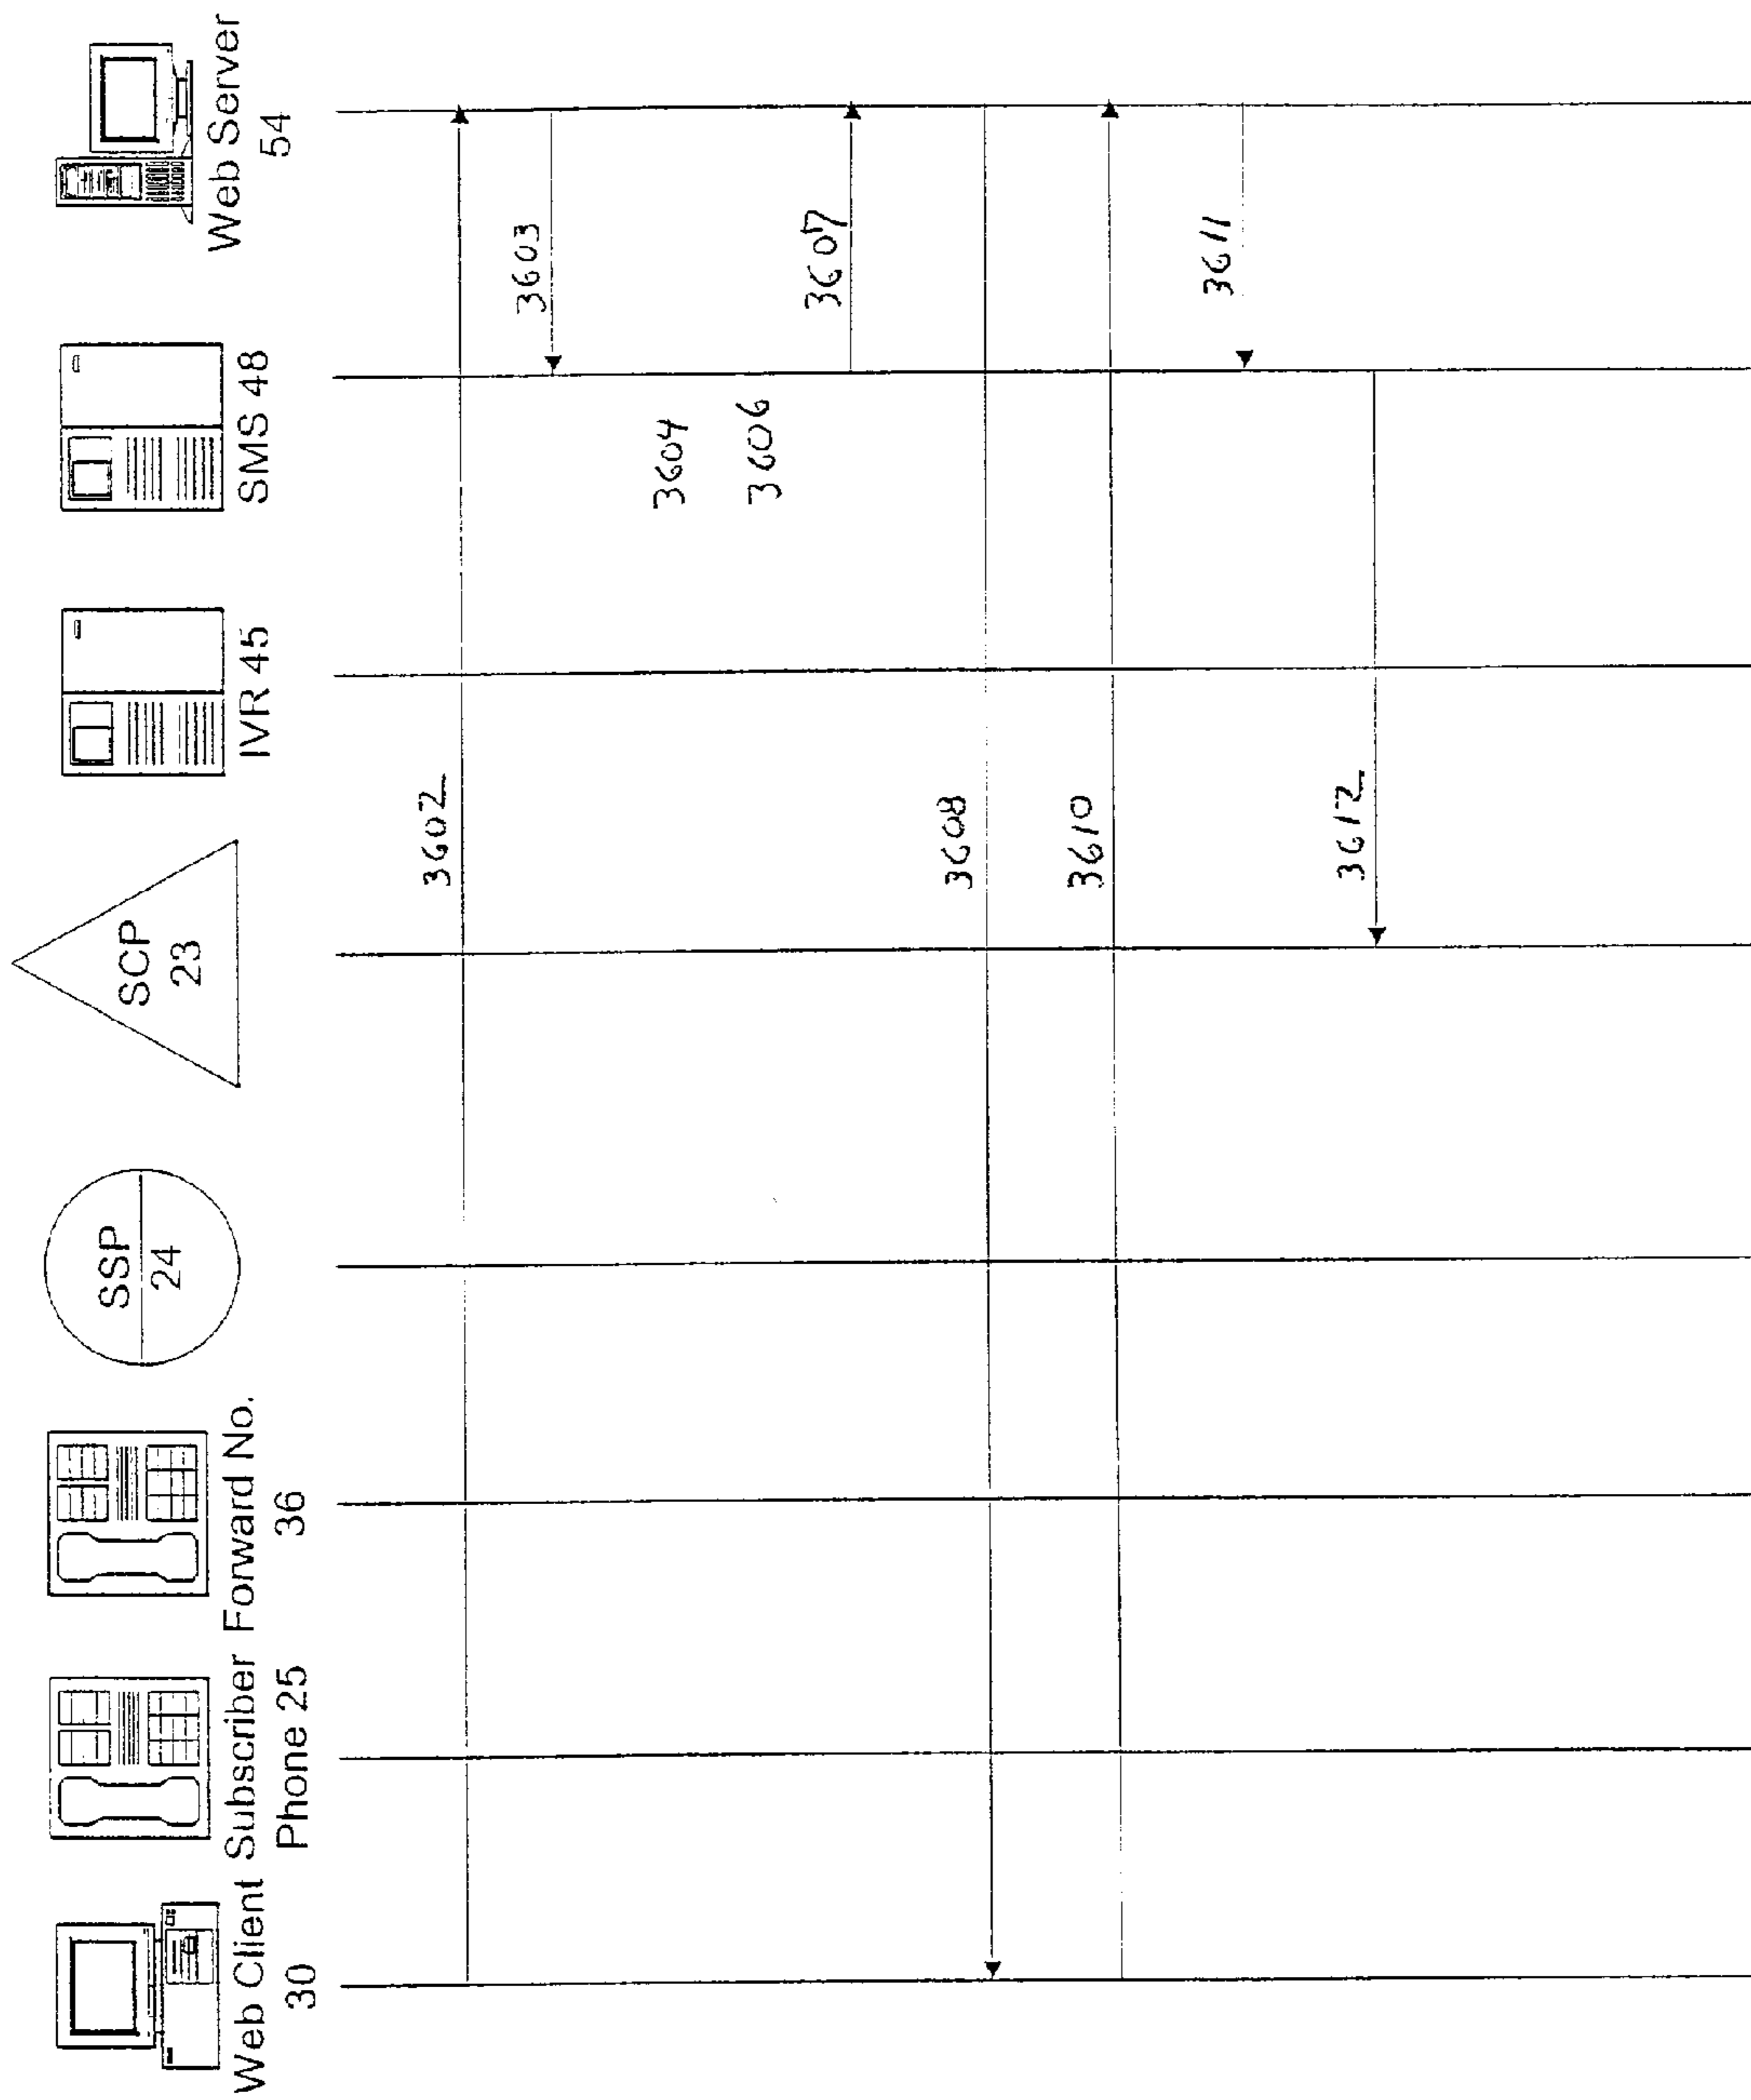 Web Client
30
Subscriber
Phone 25
Forward No.
36
SSP
24
SCP
23
IVR 45
SMS 48
Web Server
54
3602
3603
3604
3606
3607
3608
3610
3611
3612